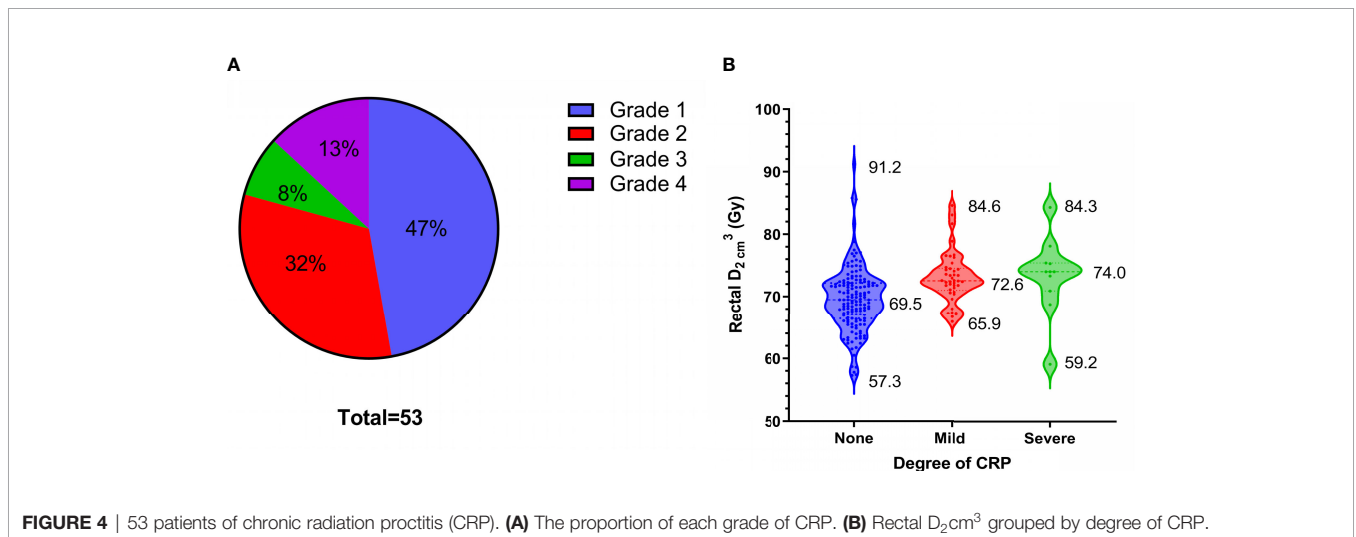 A
Grade 1
Grade 2
Grade 3
Grade 4
13%
8%
47%
32%
Total=53
B
Rectal D₂ cm³ (Gy)
100
90
80
70
60
50
91.2
69.5
57.3
84.6
72.6
65.9
84.3
74.0
59.2
None Mild Severe
Degree of CRP
FIGURE 4 | 53 patients of chronic radiation proctitis (CRP). (A) The proportion of each grade of CRP. (B) Rectal D₂cm³ grouped by degree of CRP.